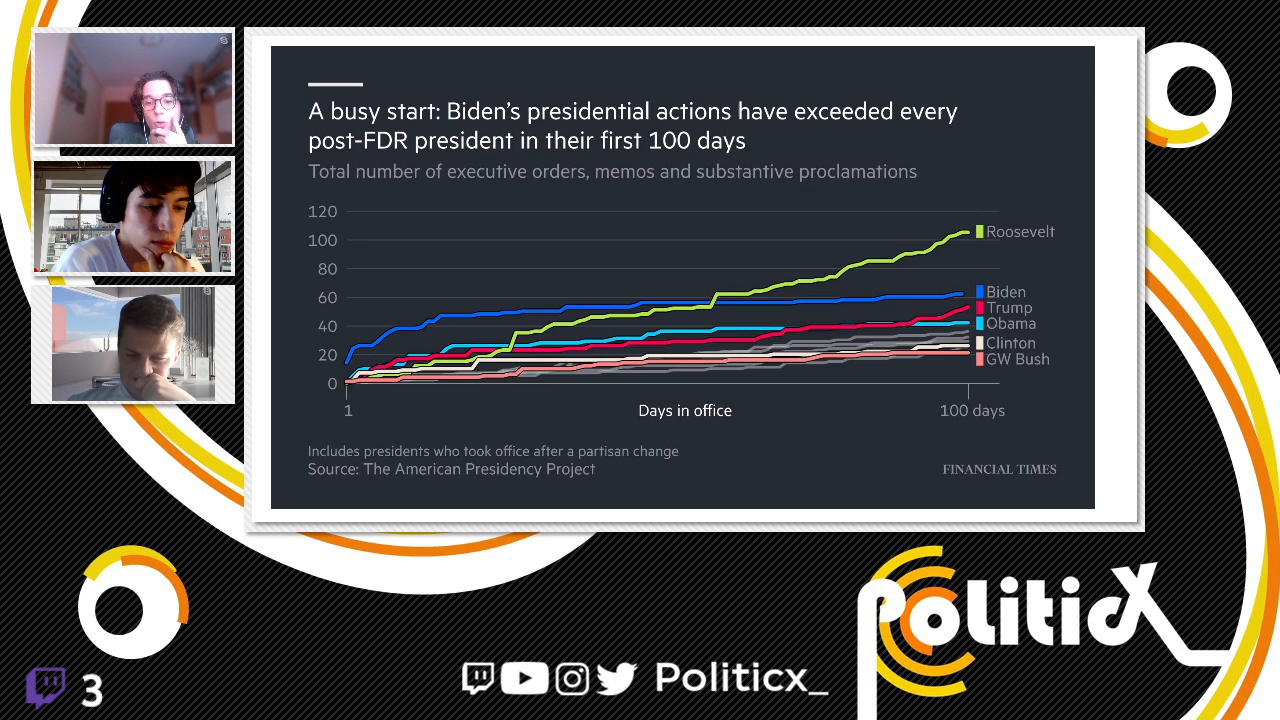 A busy start: Biden's presidential actions have exceeded every
post-FDR president in their first 100 days
Total number of executive orders, memos and substantive proclamations
120
100
80
60
40
20
0
Roosevelt
Biden
Trump
Obama
Clinton
GW Bush
1
Days in office
100 days
Includes presidents who took office after a partisan change
Source: The American Presidency Project
FINANCIAL TIMES
PoliticX
3
Politicx_